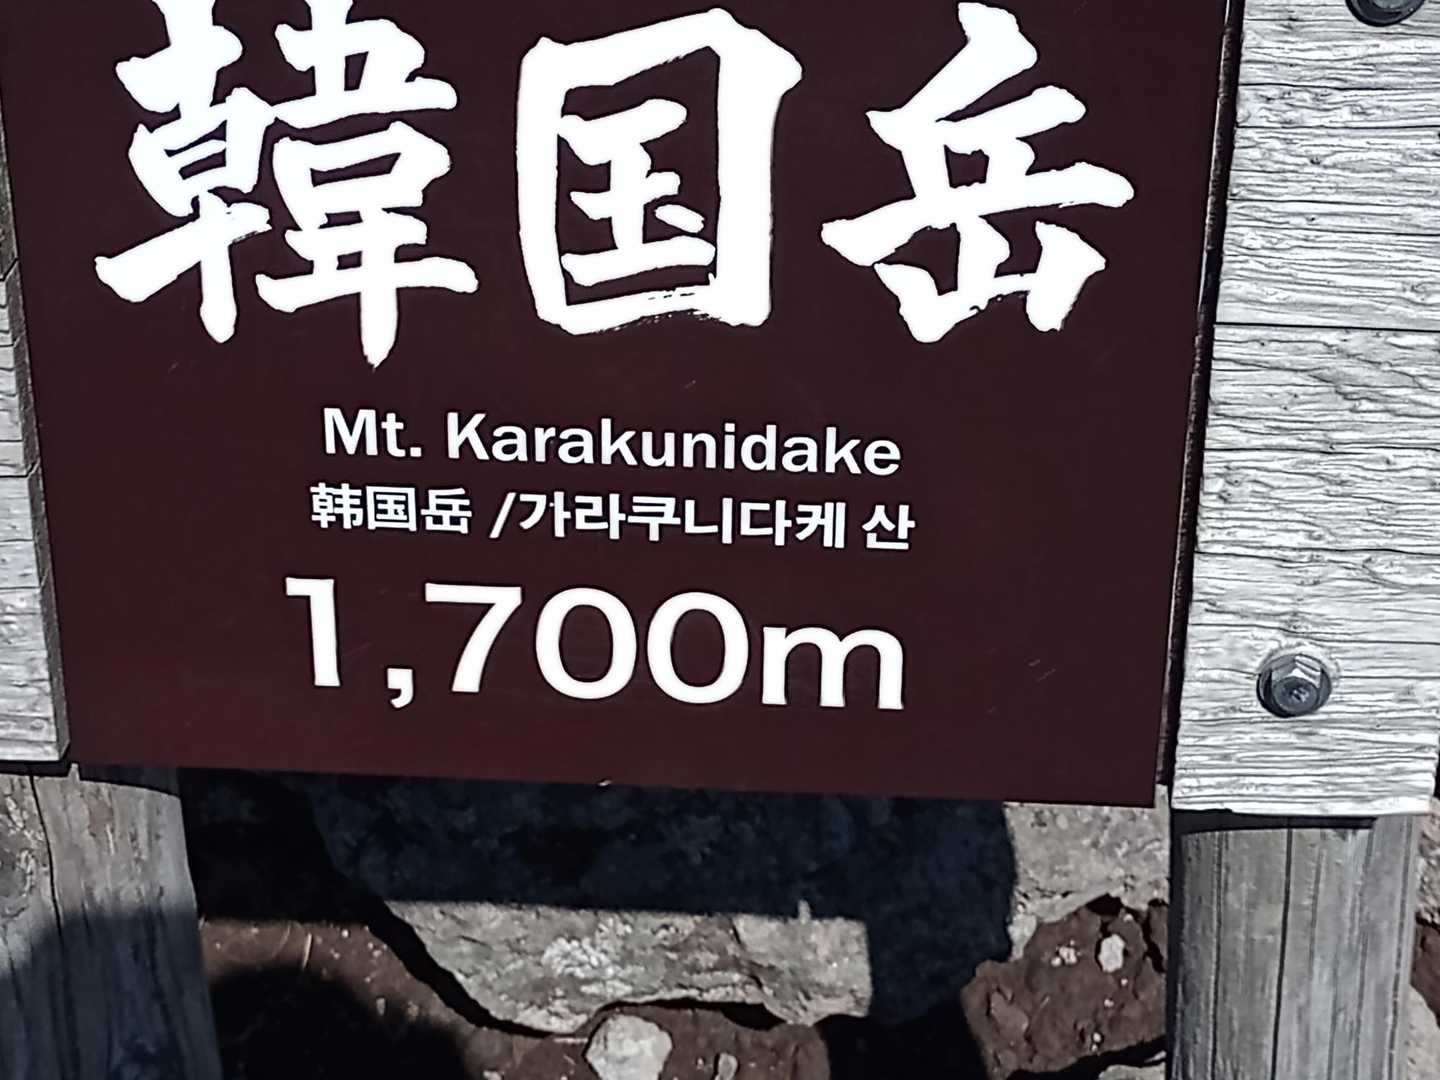 韓国岳
Mt. Karakunidake
韩国岳 /가라쿠니다케 산
1,700m